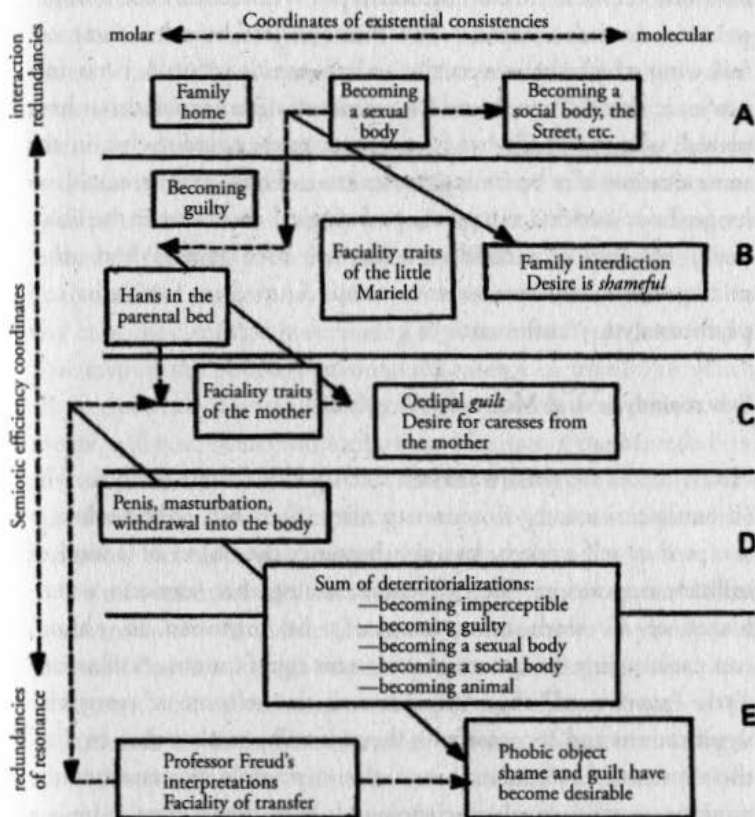 Coordinates of existential consistencies
molar
molecular
interaction
redundancies
Family
home
Becoming
a sexual
body
Becoming a
social body, the
Street, etc.
A
Becoming
guilty
Faciality traits
of the little
Marield
Family interdiction
Desire is shameful
B
Hans in the
parental bed
Semiotic efficiency coordinates
Faciality traits
of the mother
Oedipal guilt
Desire for caresses from
the mother
C
Penis, masturbation,
withdrawal into the body
D
Sum of deterritorializations:
—becoming imperceptible
—becoming guilty
—becoming a sexual body
—becoming a social body
—becoming animal
E
redundancies
of resonance
Professor Freud's
interpretations
Faciality of transfer
Phobic object
shame and guilt have
become desirable